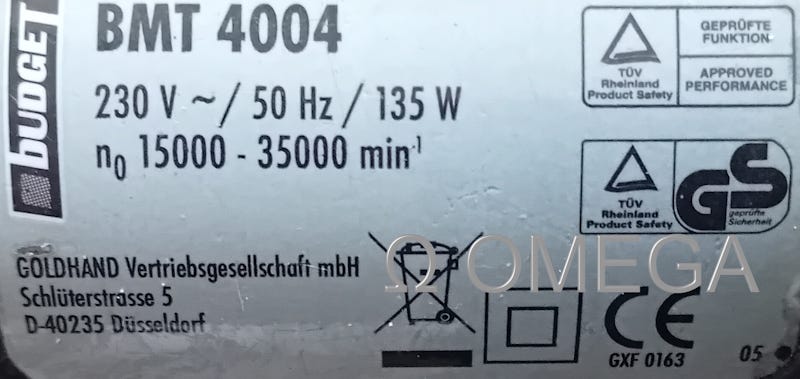 BUDGET
BMT 4004
230 V ~ / 50 Hz / 135 W
n₀ 15000 - 35000 min⁻¹
TÜV
Rheinland
Product Safety
GEPRÜFTE
FUNKTION
APPROVED
PERFORMANCE
TÜV
Rheinland
Product Safety
GS
geprüfte
Sicherheit
GOLDHAND Vertriebsgesellschaft mbH
Schlüterstrasse 5
D-40235 Düsseldorf
Ω OMEGA
CE
GXF 0163
05